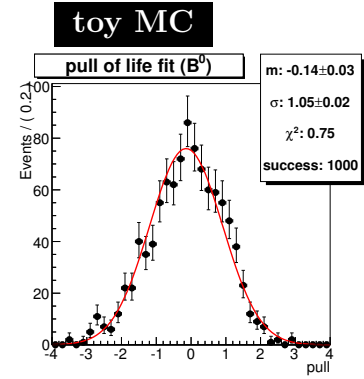 toy MC
pull of life fit (B⁰)
m: -0.14±0.03
σ: 1.05±0.02
χ²: 0.75
success: 1000
Events / ( 0.2 )
100
80
60
40
20
0
-4 -3 -2 -1 0 1 2 3 4
pull